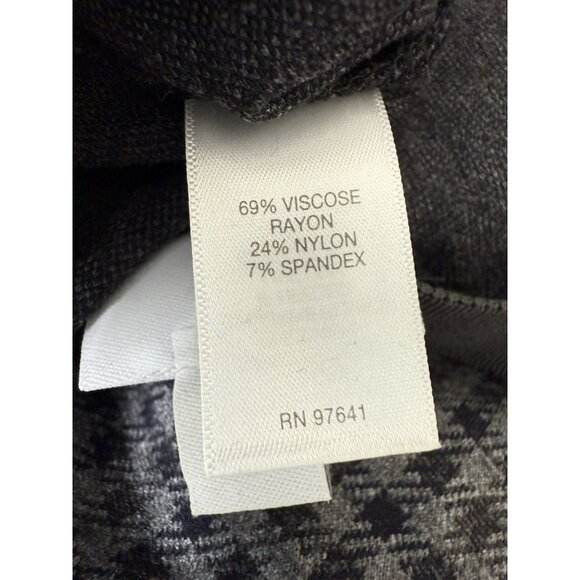 69% VISCOSE
RAYON
24% NYLON
7% SPANDEX
RN 97641